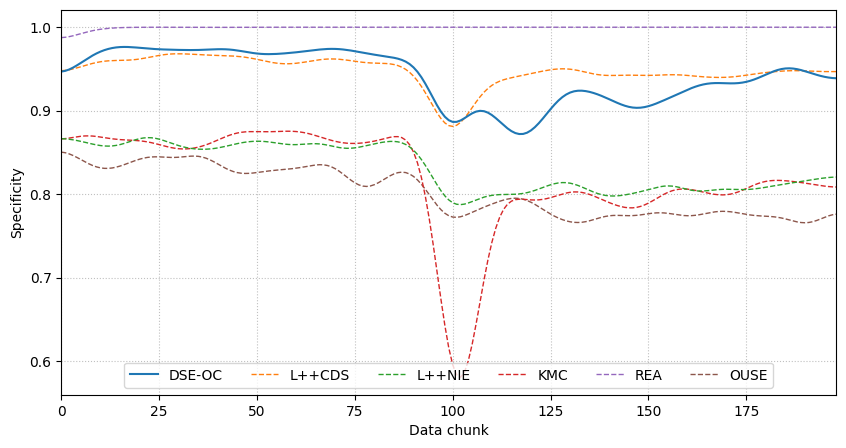 1.0
0.9
0.8
0.7
0.6
Specificity
DSE-OC L++CDS L++NIE KMC REA OUSE
0 25 50 75 100 125 150 175
Data chunk